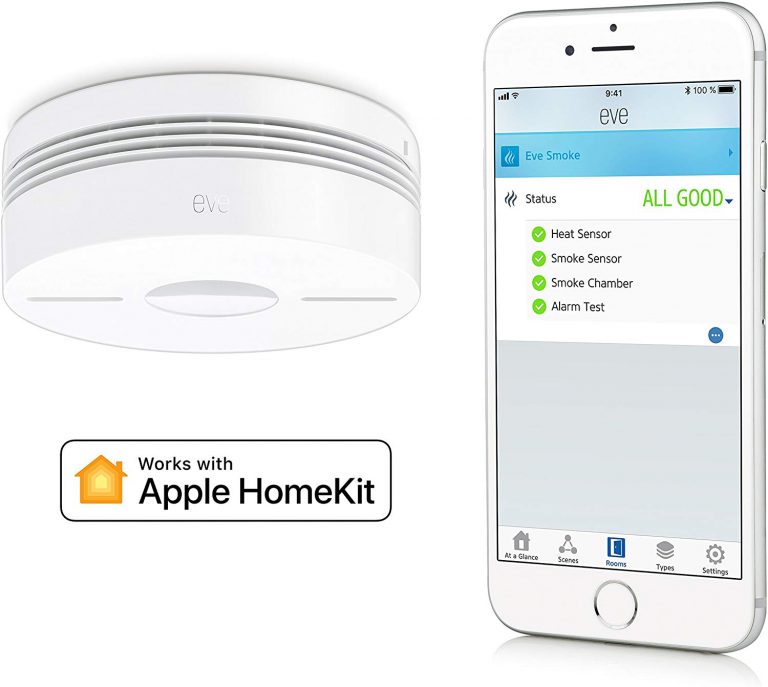 eve
Works with
Apple HomeKit
9:41
100 %
eve
Eve Smoke
Status
ALL GOOD
Heat Sensor
Smoke Sensor
Smoke Chamber
Alarm Test
At a Glance
Scenes
Rooms
Types
Settings